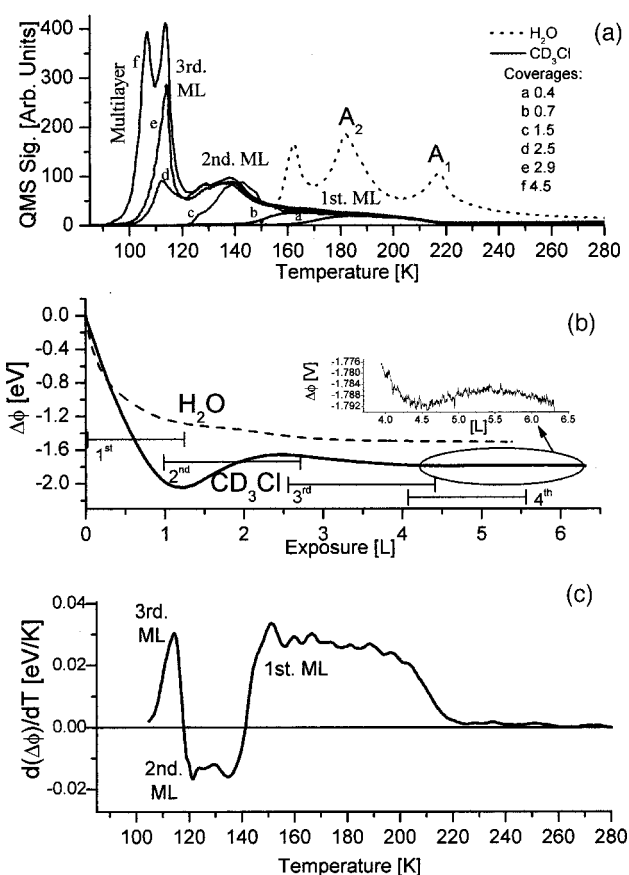 (a)
H₂O
CD₃Cl
Coverages:
a 0.4
b 0.7
c 1.5
d 2.5
e 2.9
f 4.5
QMS Sig. [Arb. Units]
400
300
200
100
0
Multilayer
f
e
d
c
b
a
3rd.
ML
2nd. ML
1st. ML
A₂
A₁
100 120 140 160 180 200 220 240 260 280
Temperature [K]
(b)
Δϕ [eV]
0.0
-0.4
-0.8
-1.2
-1.6
-2.0
H₂O
CD₃Cl
1st
2nd
3rd
4th
Δϕ [V]
-1.776
-1.780
-1.784
-1.788
-1.792
4.0 4.5 5.0 5.5 6.0 6.5
[L]
0 1 2 3 4 5 6
Exposure [L]
(c)
d(Δϕ)/dT [eV/K]
0.04
0.02
0.00
-0.02
3rd.
ML
2nd.
ML
1st. ML
100 120 140 160 180 200 220 240 260 280
Temperature [K]